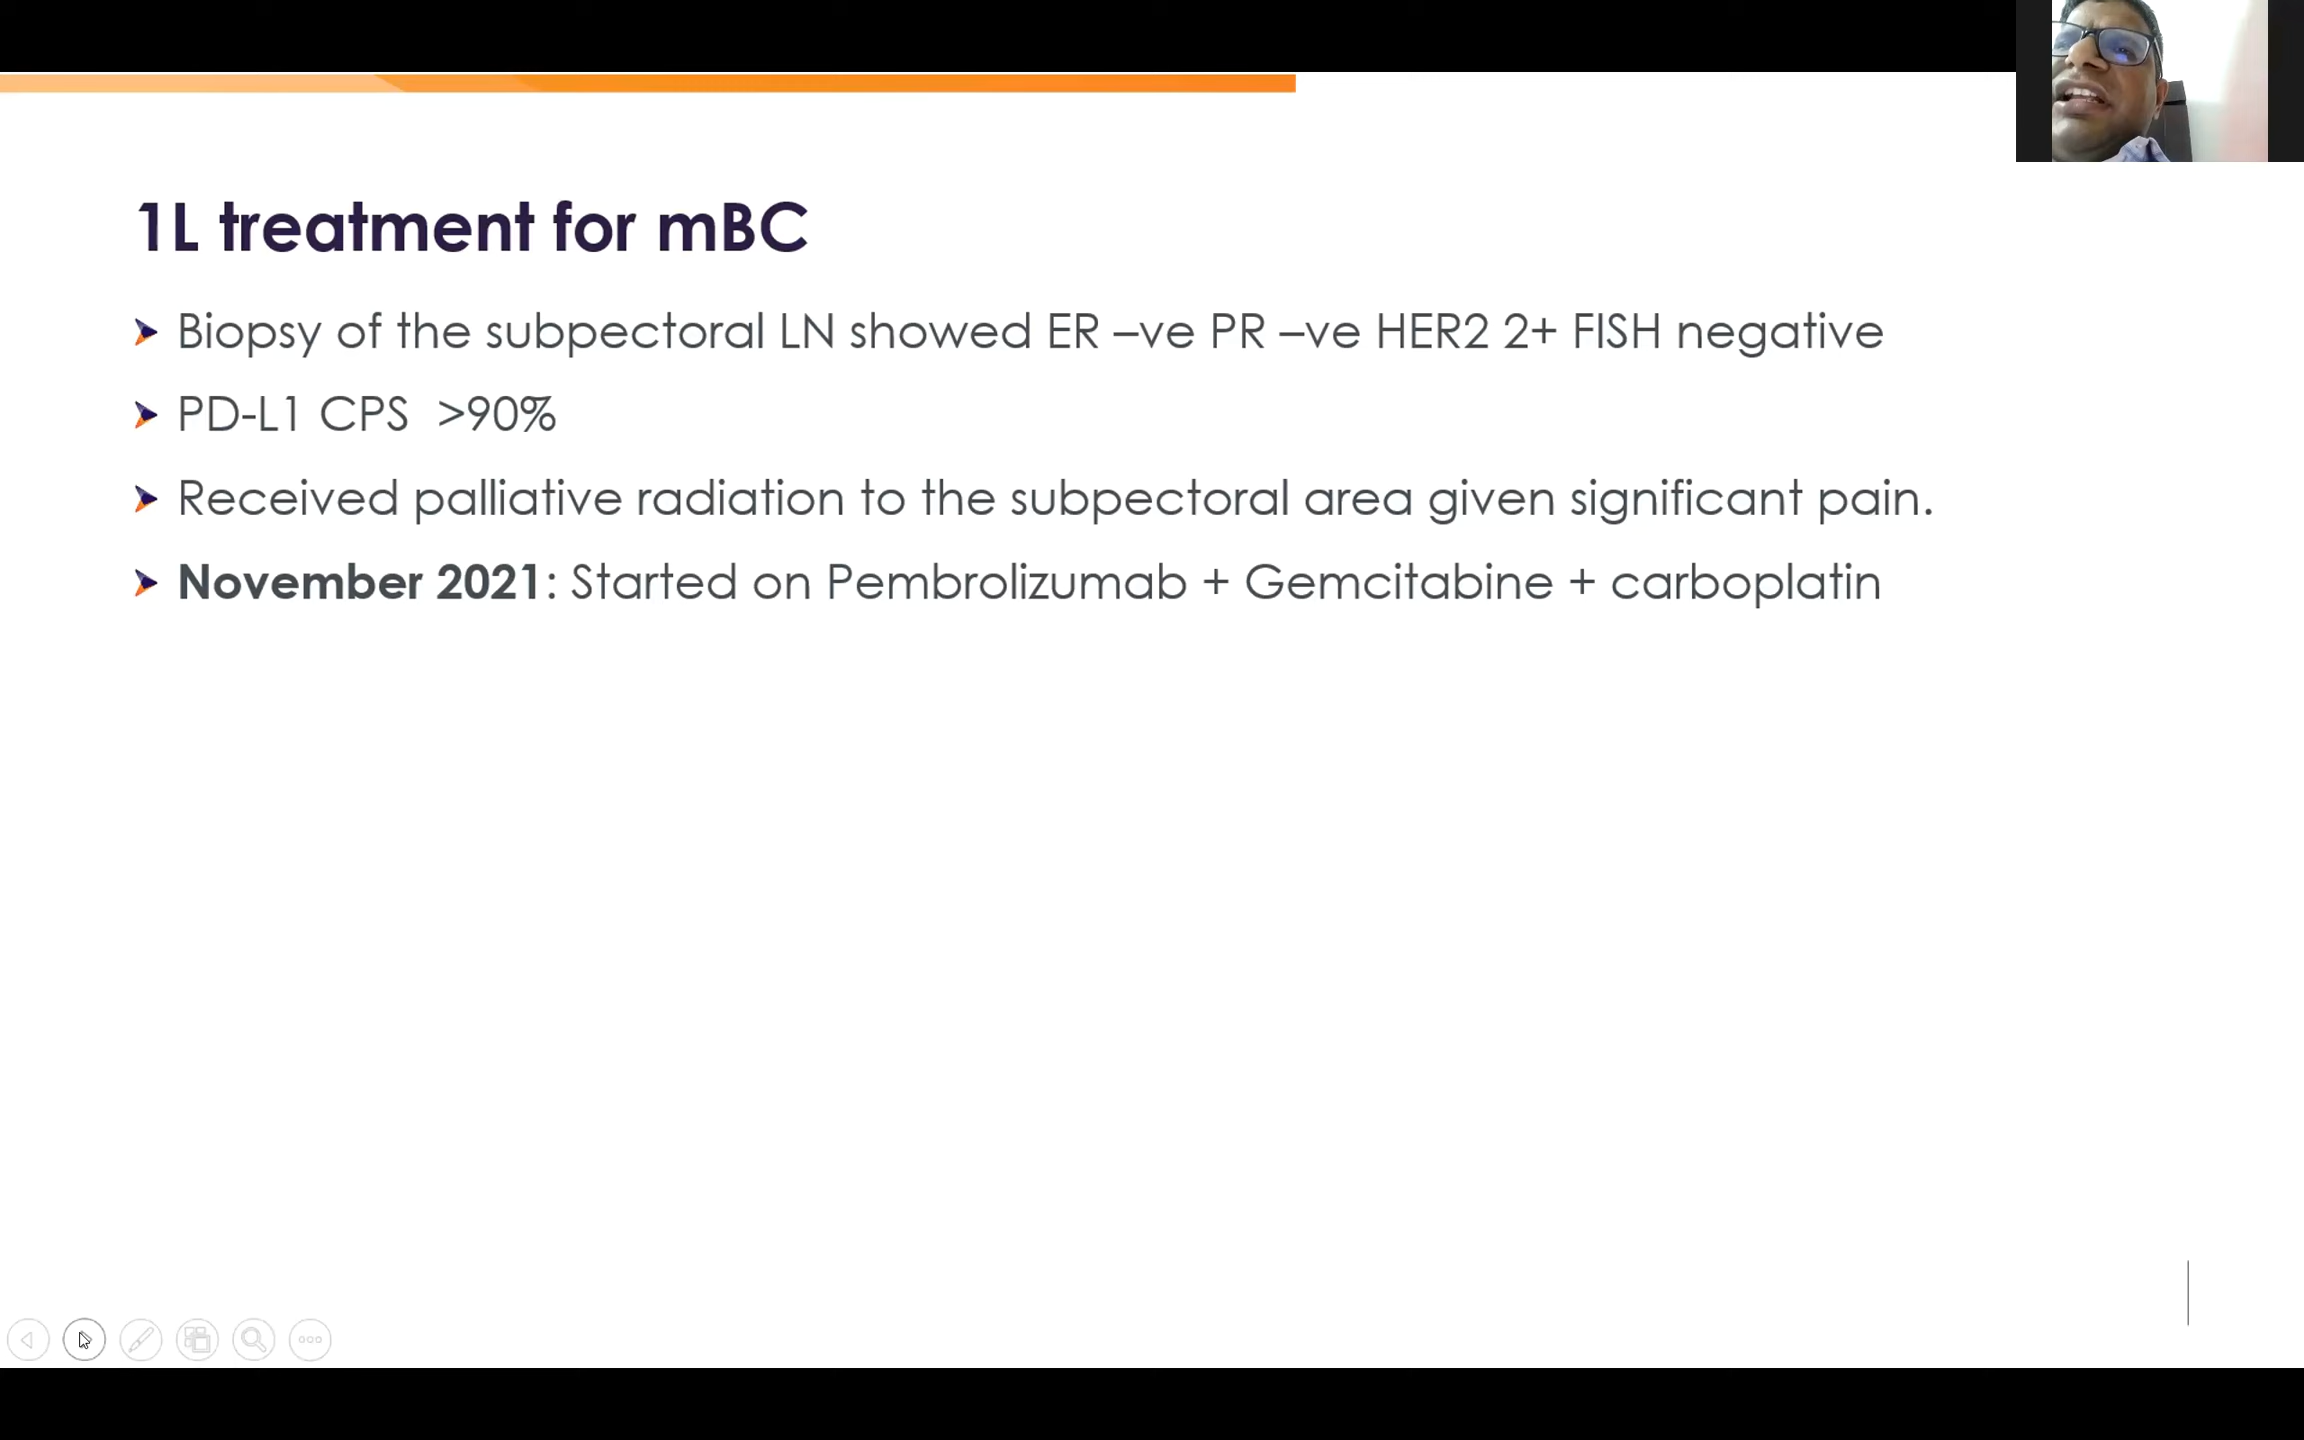 1L treatment for mBC
Biopsy of the subpectoral LN showed ER –ve PR –ve HER2 2+ FISH negative
PD-L1 CPS  >90%
Received palliative radiation to the subpectoral area given significant pain.
November 2021: Started on Pembrolizumab + Gemcitabine + carboplatin